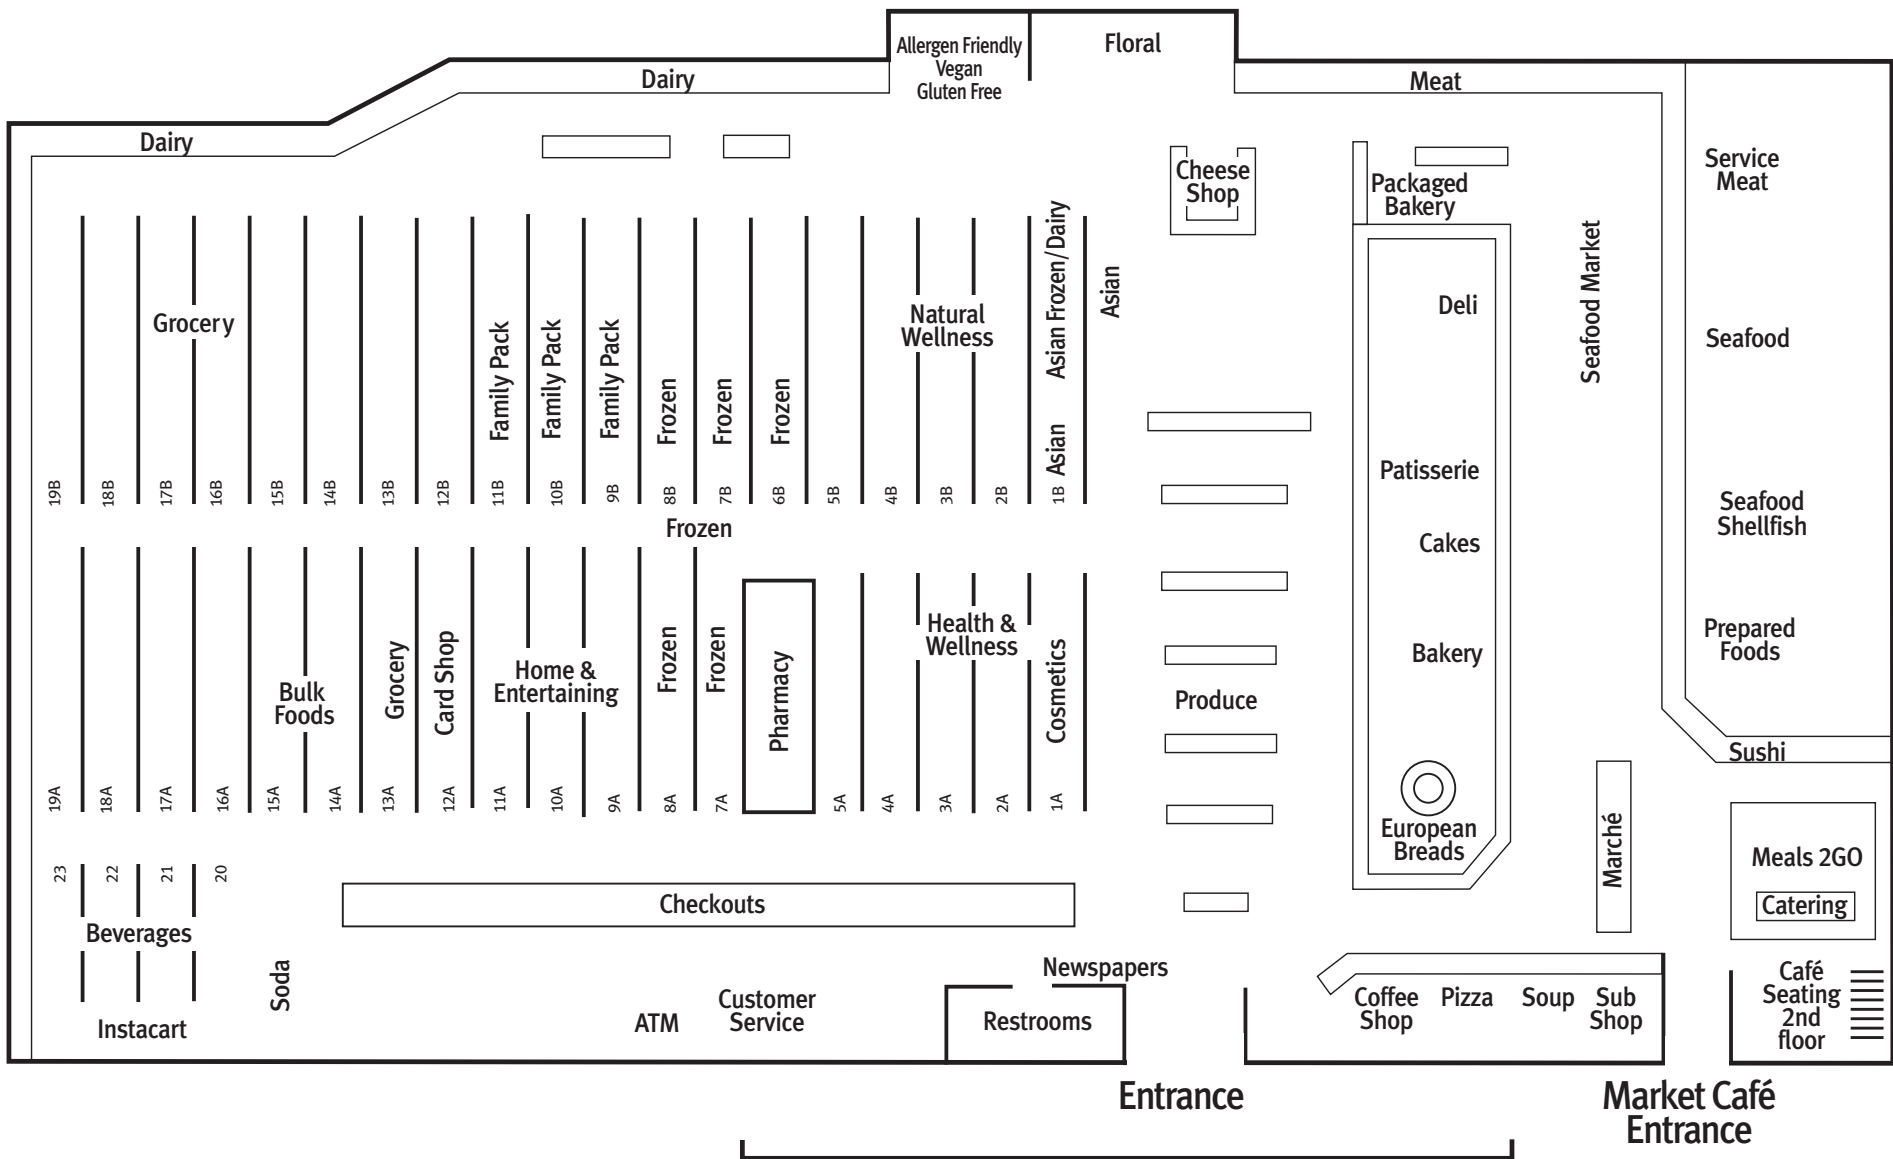 Allergen Friendly
Vegan
Gluten Free
Floral
Dairy
Meat
Dairy
Cheese
Shop
Packaged
Bakery
Service
Meat
Grocery
Family Pack
Family Pack
Family Pack
Frozen
Frozen
Frozen
Natural
Wellness
Asian Frozen/Dairy
Asian
Asian
Deli
Seafood Market
Seafood
19B
18B
17B
16B
15B
14B
13B
12B
11B
10B
9B
8B
7B
6B
5B
4B
3B
2B
1B
Patisserie
Seafood
Shellfish
Frozen
Cakes
Bulk
Foods
Grocery
Card Shop
Home &
Entertaining
Frozen
Frozen
Pharmacy
Health &
Wellness
Cosmetics
Produce
Bakery
Prepared
Foods
Sushi
19A
18A
17A
16A
15A
14A
13A
12A
11A
10A
9A
8A
7A
5A
4A
3A
2A
1A
European
Breads
Marché
Meals 2GO
Catering
23
22
21
20
Beverages
Checkouts
Soda
Instacart
ATM
Customer
Service
Newspapers
Restrooms
Coffee
Shop
Pizza
Soup
Sub
Shop
Café
Seating
2nd
floor
Entrance
Market Café
Entrance